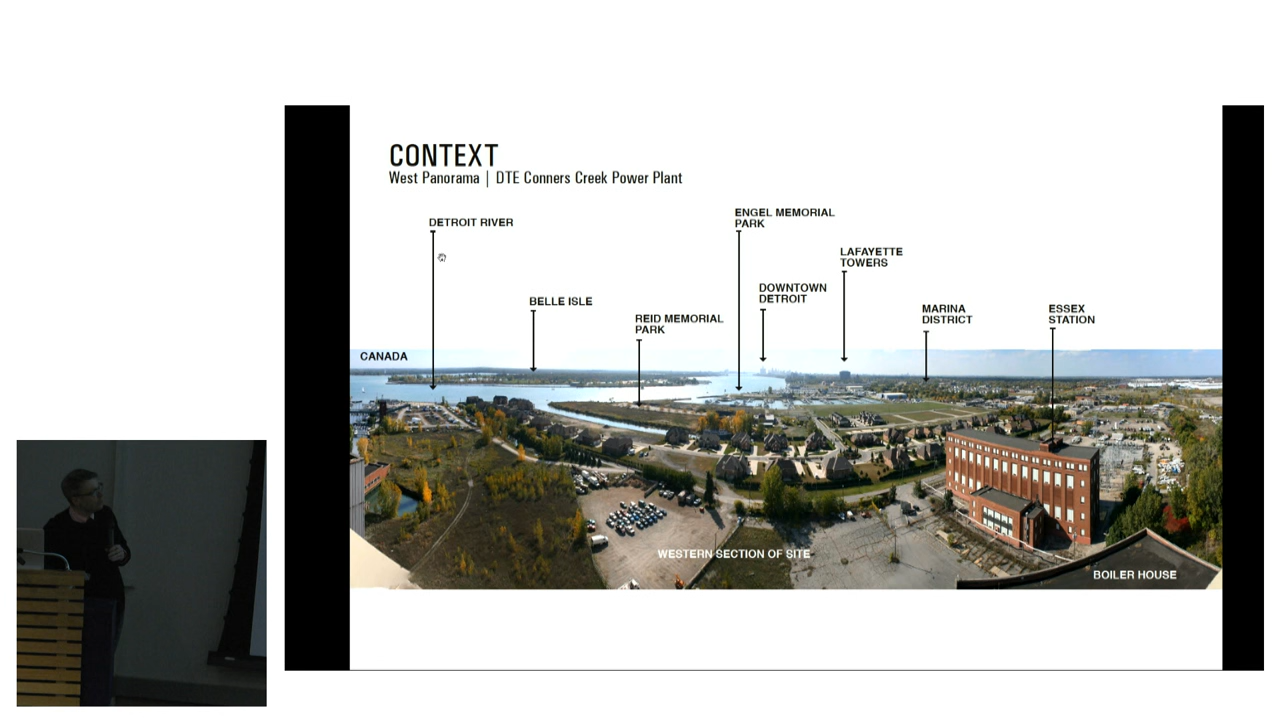 CONTEXT
West Panorama | DTE Conners Creek Power Plant
DETROIT RIVER
BELLE ISLE
REID MEMORIAL
PARK
ENGEL MEMORIAL
PARK
DOWNTOWN
DETROIT
LAFAYETTE
TOWERS
MARINA
DISTRICT
ESSEX
STATION
CANADA
WESTERN SECTION OF SITE
BOILER HOUSE